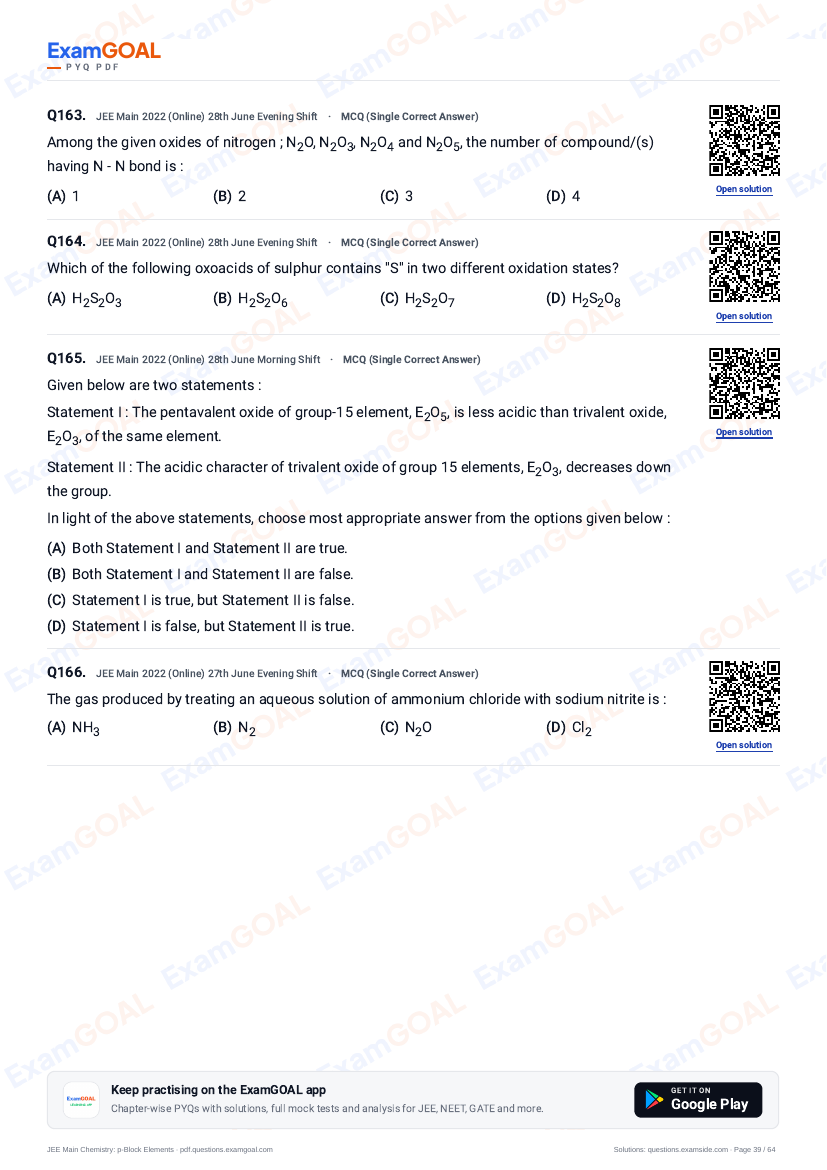 ExamGOAL
PYQ PDF
Q163. JEE Main 2022 (Online) 28th June Evening Shift · MCQ (Single Correct Answer)
Among the given oxides of nitrogen ; N₂O, N₂O₃, N₂O₄ and N₂O₅, the number of compound/(s)
having N - N bond is :
(A) 1 (B) 2 (C) 3 (D) 4
Open solution
Q164. JEE Main 2022 (Online) 28th June Evening Shift · MCQ (Single Correct Answer)
Which of the following oxoacids of sulphur contains "S" in two different oxidation states?
(A) H₂S₂O₃ (B) H₂S₂O₆ (C) H₂S₂O₇ (D) H₂S₂O₈
Open solution
Q165. JEE Main 2022 (Online) 28th June Morning Shift · MCQ (Single Correct Answer)
Given below are two statements :
Statement I : The pentavalent oxide of group-15 element, E₂O₅, is less acidic than trivalent oxide,
E₂O₃, of the same element.
Open solution
Statement II : The acidic character of trivalent oxide of group 15 elements, E₂O₃, decreases down
the group.
In light of the above statements, choose most appropriate answer from the options given below :
(A) Both Statement I and Statement II are true.
(B) Both Statement I and Statement II are false.
(C) Statement I is true, but Statement II is false.
(D) Statement I is false, but Statement II is true.
Q166. JEE Main 2022 (Online) 27th June Evening Shift · MCQ (Single Correct Answer)
The gas produced by treating an aqueous solution of ammonium chloride with sodium nitrite is :
(A) NH₃ (B) N₂ (C) N₂O (D) Cl₂
Open solution
Keep practising on the ExamGOAL app
Chapter-wise PYQs with solutions, full mock tests and analysis for JEE, NEET, GATE and more.
GET IT ON
Google Play
JEE Main Chemistry: p-Block Elements · pdf.questions.examgoal.com Solutions: questions.examside.com · Page 39 / 64